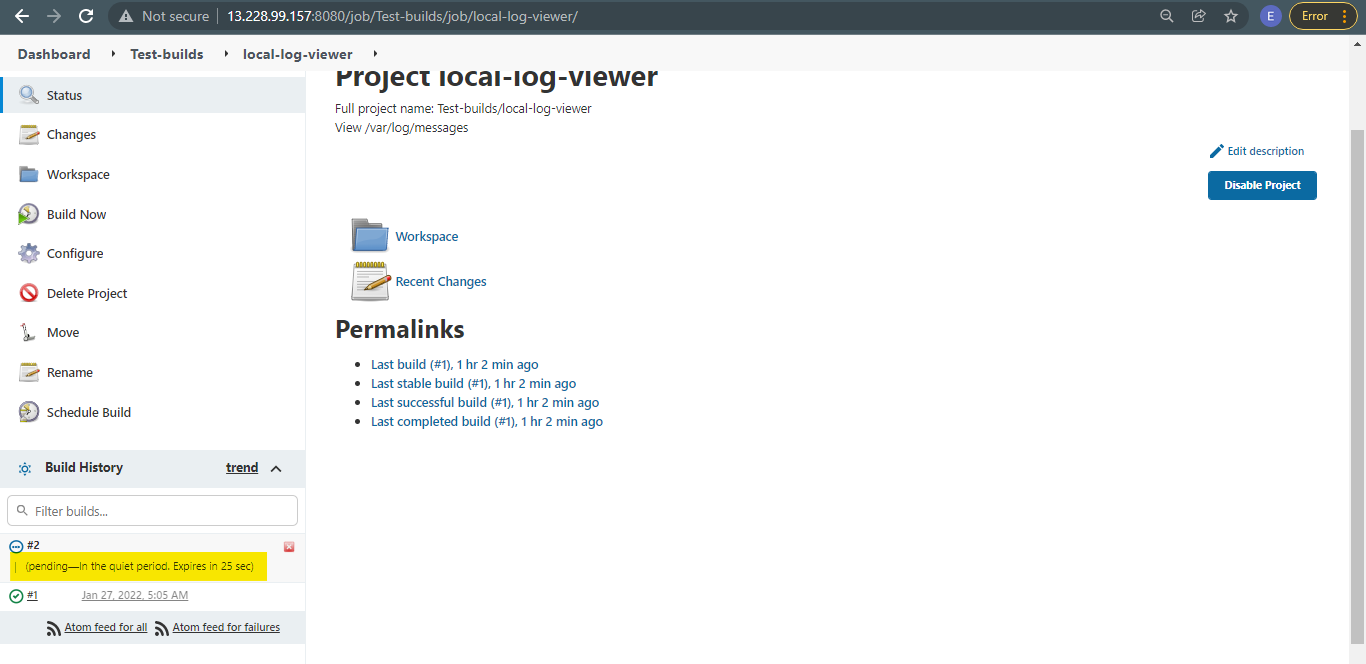 Not secure | 13.228.99.157:8080/job/Test-builds/job/local-log-viewer/
E
Error
Dashboard
Test-builds
local-log-viewer
Status
Changes
Workspace
Build Now
Configure
Delete Project
Move
Rename
Schedule Build
Build History
trend
Filter builds...
#2
(pending—In the quiet period. Expires in 25 sec)
#1 Jan 27, 2022, 5:05 AM
Atom feed for all Atom feed for failures
Project local-log-viewer
Full project name: Test-builds/local-log-viewer
View /var/log/messages
Edit description
Disable Project
Workspace
Recent Changes
Permalinks
Last build (#1), 1 hr 2 min ago
Last stable build (#1), 1 hr 2 min ago
Last successful build (#1), 1 hr 2 min ago
Last completed build (#1), 1 hr 2 min ago